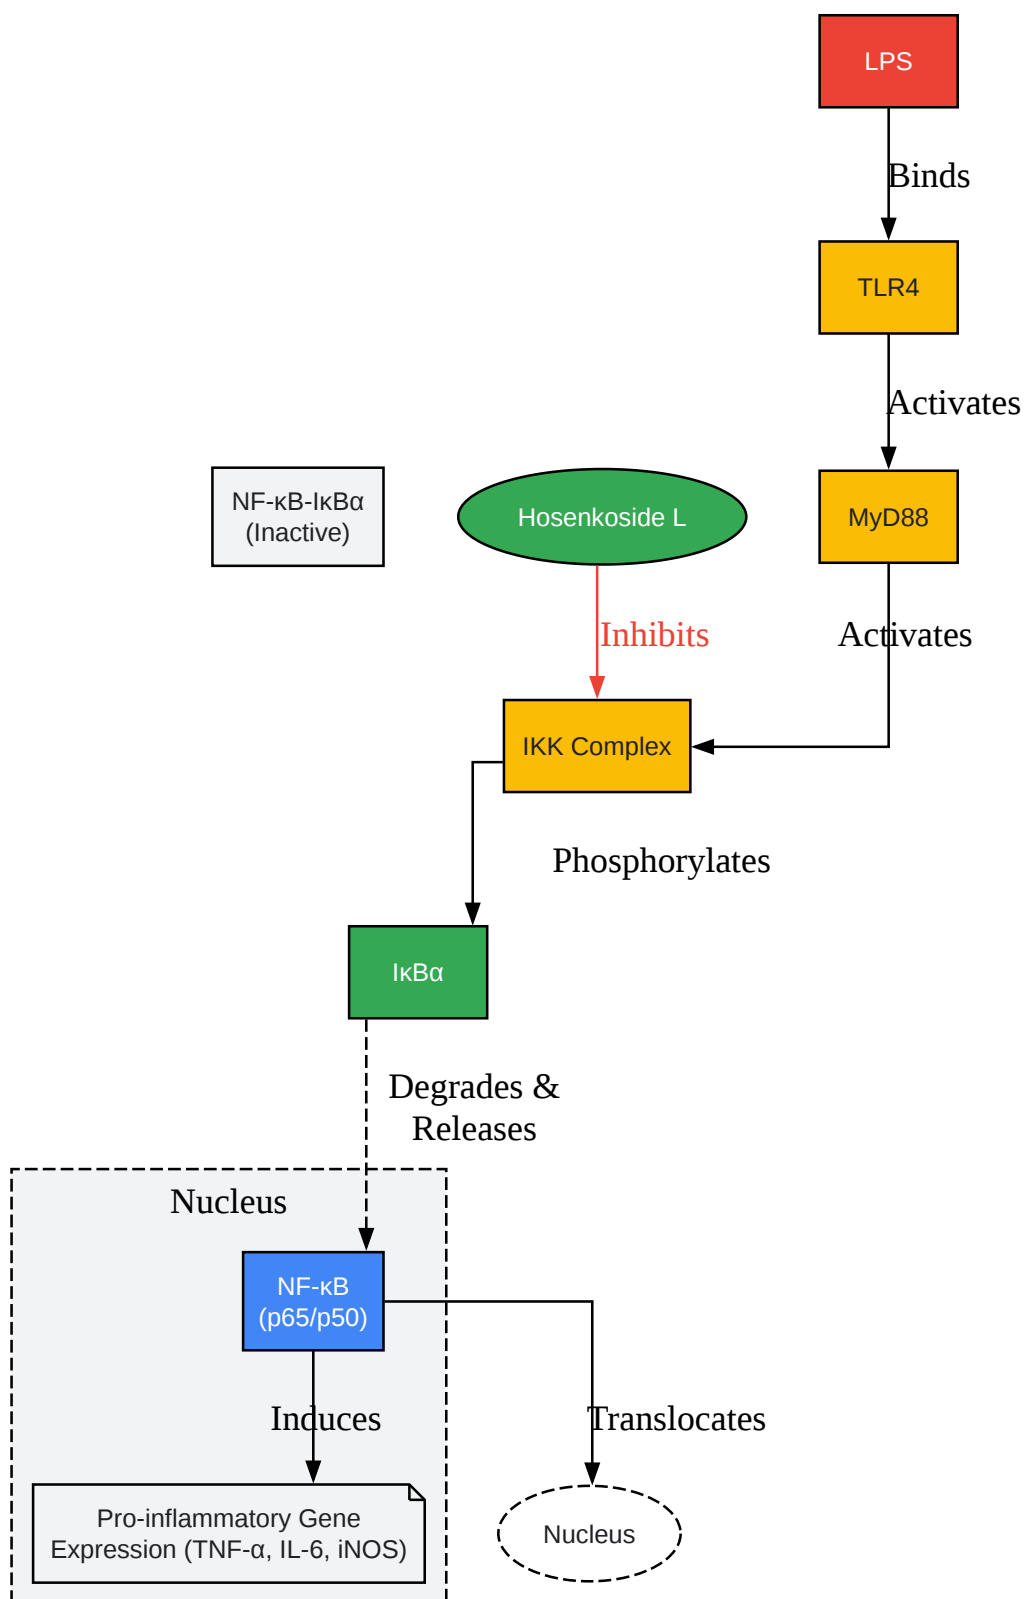 LPS
Binds
TLR4
Activates
NF-κB-IκBα
(Inactive)
Hosenkoside L
MyD88
Inhibits
Activates
IKK Complex
Phosphorylates
IκBα
Degrades &
Releases
Nucleus
NF-κB
(p65/p50)
Induces
Translocates
Pro-inflammatory Gene
Expression (TNF-α, IL-6, iNOS)
Nucleus